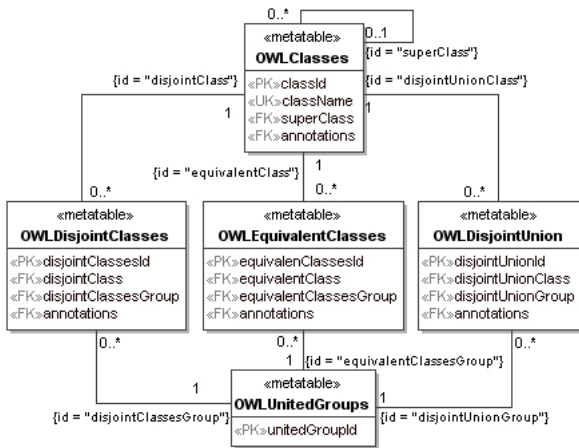 0..*
«metatable»
OWLClasses
0..1
{id = "superClass"}
{id = "disjointClass"}
{id = "disjointUnionClass"}
«PK»classId
«UK»className
«FK»superClass
«FK»annotations
1
1
1
{id = "equivalentClass"}
0..*
0..*
0..*
«metatable»
OWLDisjointClasses
«PK»disjointClassesId
«FK»disjointClass
«FK»disjointClassesGroup
«FK»annotations
«metatable»
OWLEquivalentClasses
«PK»equivalenClassesId
«FK»equivalentClass
«FK»equivalentClassesGroup
«FK»annotations
«metatable»
OWLDisjointUnion
«PK»disjointUnionId
«FK»disjointUnionClass
«FK»disjointUnionGroup
«FK»annotations
0..*
0..*
0..*
1
{id = "equivalentClassesGroup"}
«metatable»
OWLUnitedGroups
«PK»unitedGroupId
1
1
{id = "disjointClassesGroup"}
{id = "disjointUnionGroup"}